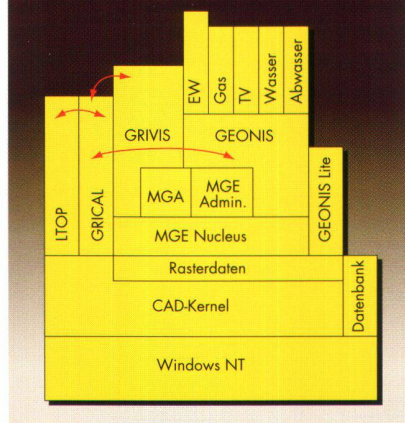 EW
Gas
TV
Wasser
Abwasser
GRIVIS
GEONIS
LTOP
GRICAL
MGA
MGE
Admin.
GEONIS Lite
MGE Nucleus
Rasterdaten
Datenbank
CAD-Kernel
Windows NT